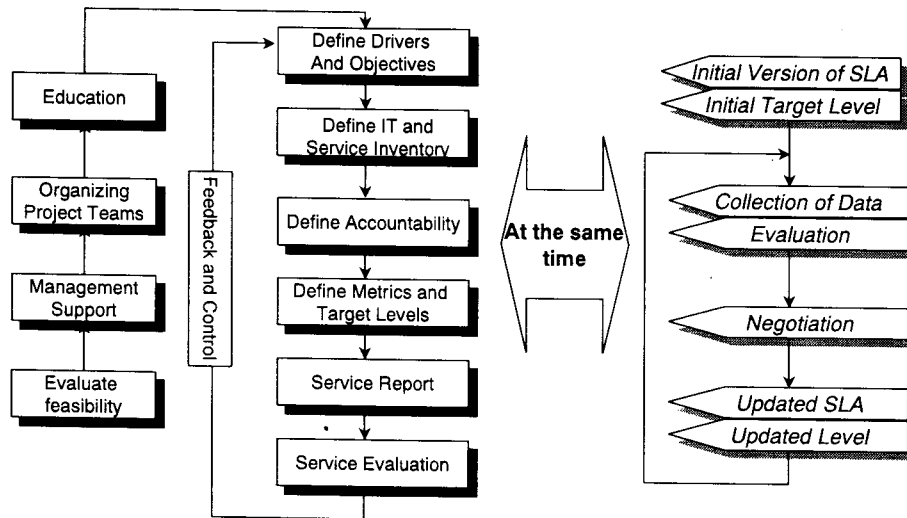 Education
Organizing
Project Teams
Management
Support
Evaluate
feasibility
Feedback and Control
Define Drivers
And Objectives
Define IT and
Service Inventory
Define Accountability
Define Metrics and
Target Levels
Service Report
Service Evaluation
At the same
time
Initial Version of SLA
Initial Target Level
Collection of Data
Evaluation
Negotiation
Updated SLA
Updated Level